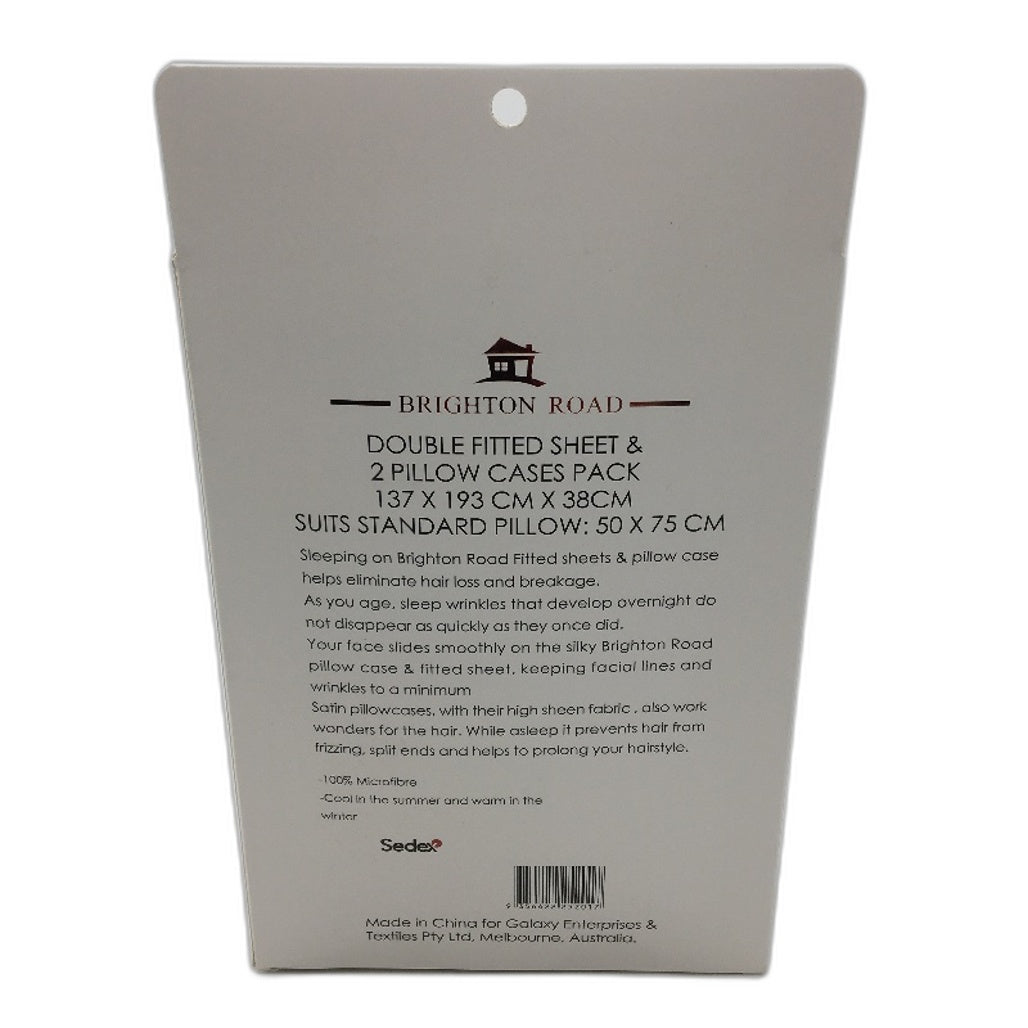 BRIGHTON ROAD
DOUBLE FITTED SHEET &
2 PILLOW CASES PACK
137 X 193 CM X 38CM
SUITS STANDARD PILLOW: 50 X 75 CM
Sleeping on Brighton Road Fitted sheets & pillow case
helps eliminate hair loss and breakage.
As you age, sleep wrinkles that develop overnight do
not disappear as quickly as they once did.
Your face slides smoothly on the silky Brighton Road
pillow case & fitted sheet, keeping facial lines and
wrinkles to a minimum
Satin pillowcases, with their high sheen fabric , also work
wonders for the hair. While asleep it prevents hair from
frizzing, split ends and helps to prolong your hairstyle.
-100% Microfibre
-Cool in the summer and warm in the
winter
Sedex
Made in China for Galaxy Enterprises &
Textiles Pty Ltd, Melbourne, Australia.